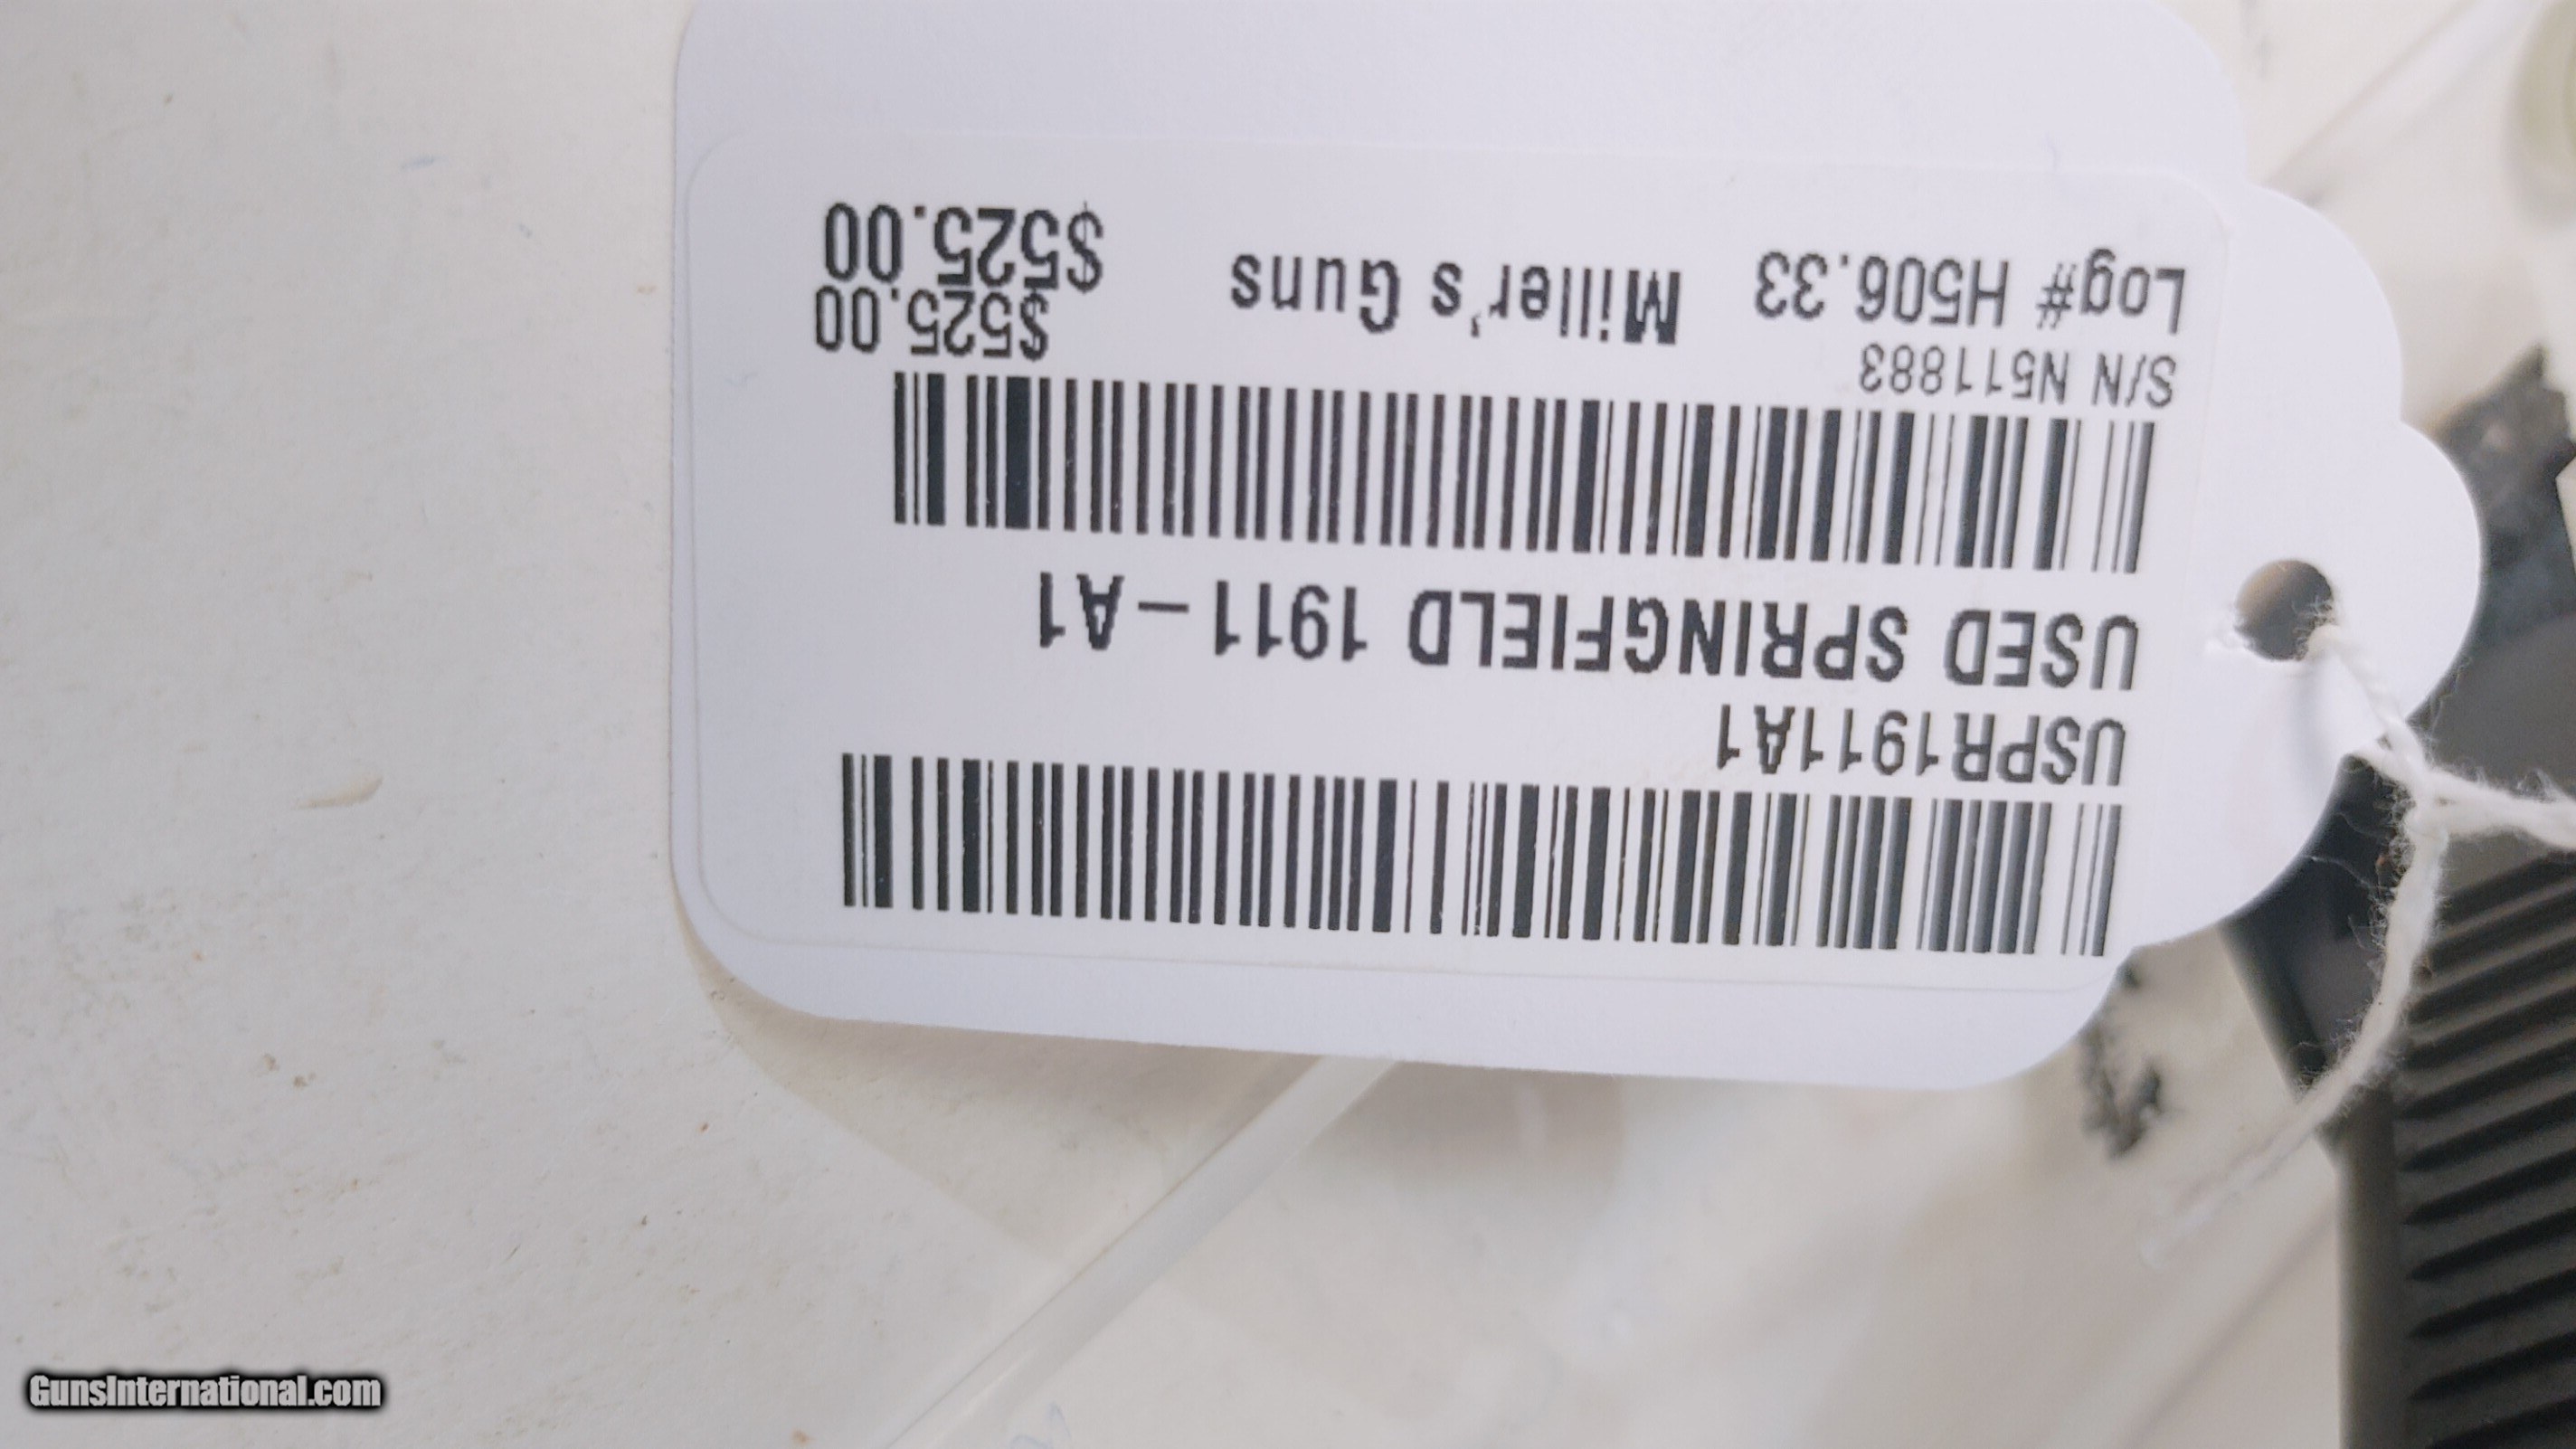 USPR1911A1
USED SPRINGFIELD 1911-A1
S/N N511883
$525.00
Log# H506.33 Miller's Guns $525.00
GunsInternational.com